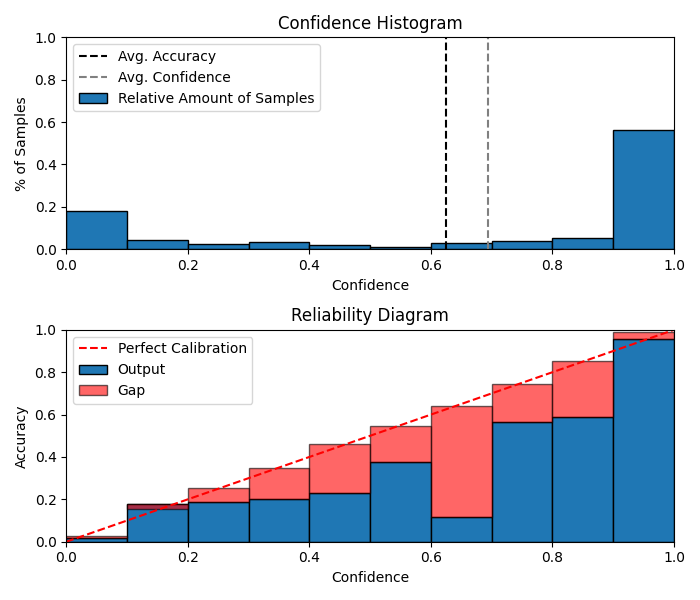 Confidence Histogram
1.0
0.8
0.6
0.4
0.2
0.0
% of Samples
Avg. Accuracy
Avg. Confidence
Relative Amount of Samples
0.0 0.2 0.4 0.6 0.8 1.0
Confidence
Reliability Diagram
1.0
0.8
0.6
0.4
0.2
0.0
Accuracy
Perfect Calibration
Output
Gap
0.0 0.2 0.4 0.6 0.8 1.0
Confidence